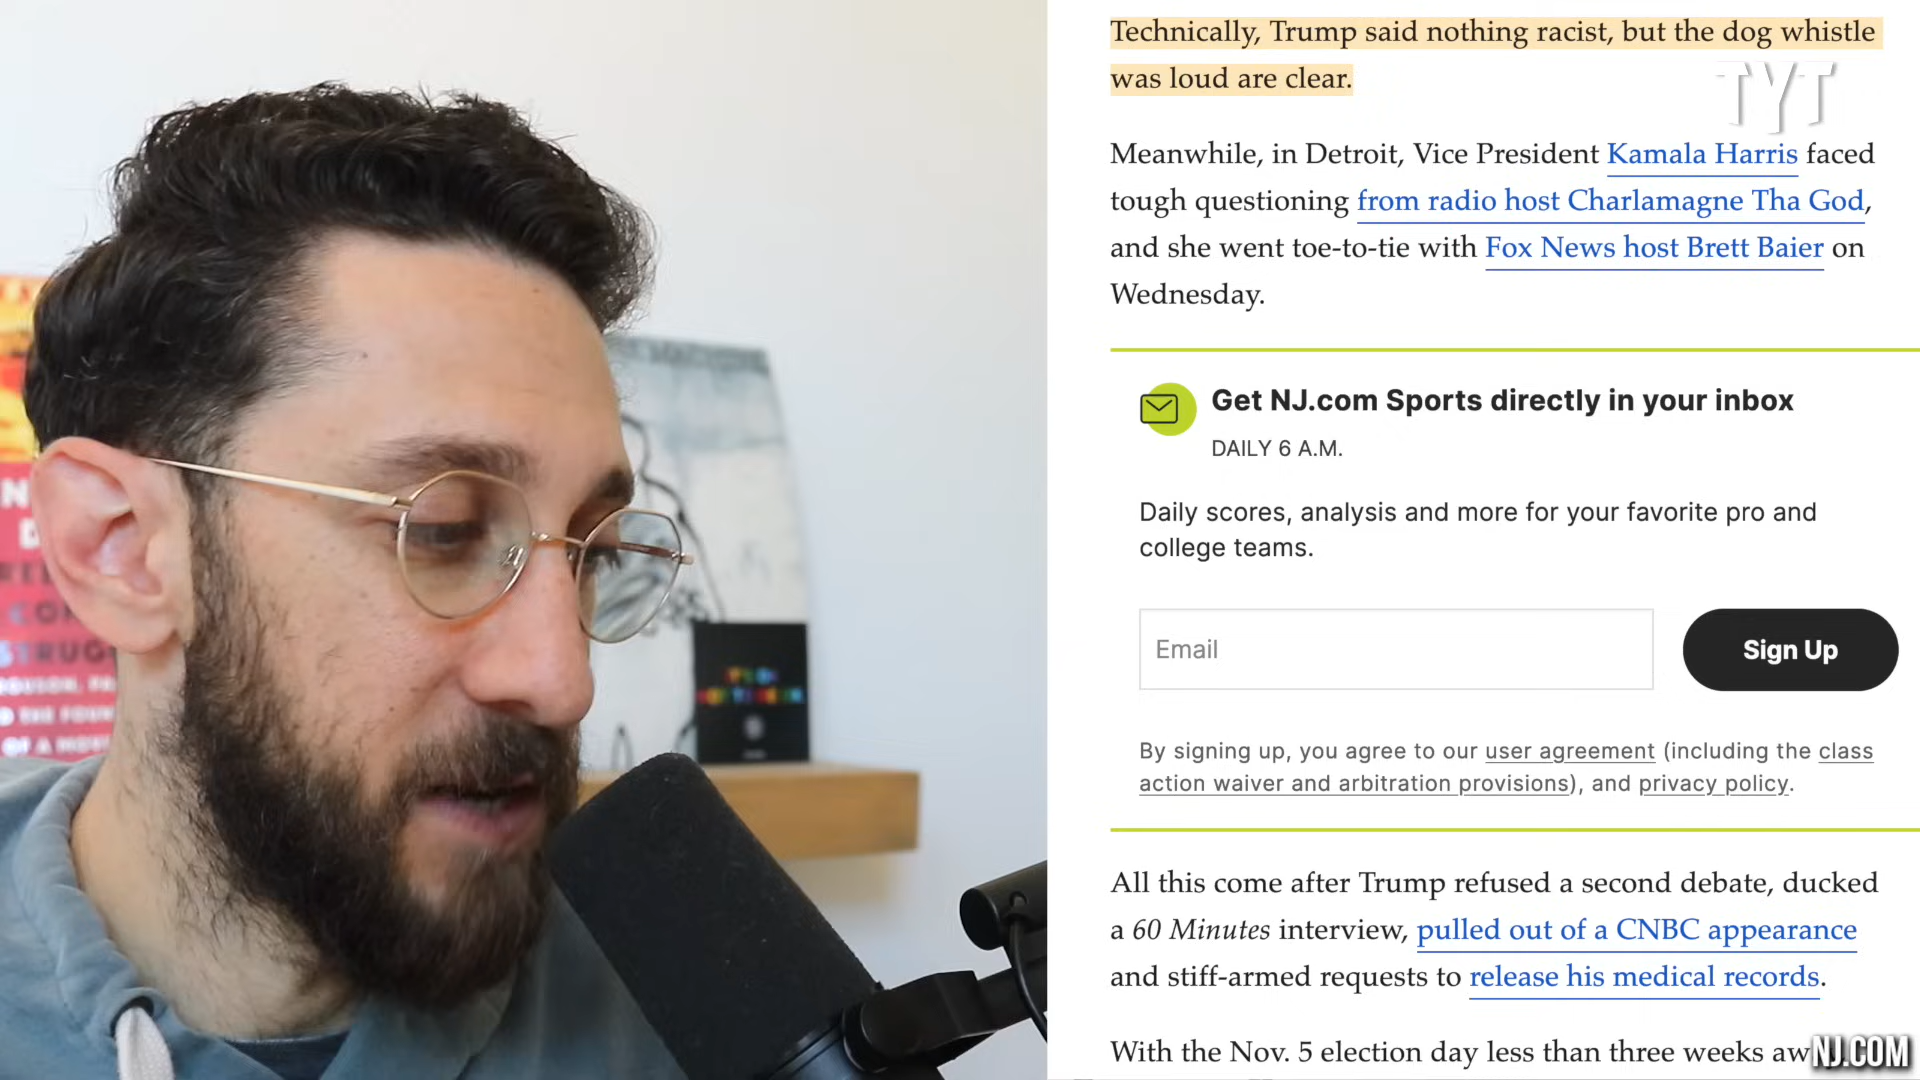 Technically, Trump said nothing racist, but the dog whistle
was loud are clear.
TYT
Meanwhile, in Detroit, Vice President Kamala Harris faced
tough questioning from radio host Charlamagne Tha God,
and she went toe-to-tie with Fox News host Brett Baier on
Wednesday.
Get NJ.com Sports directly in your inbox
DAILY 6 A.M.
Daily scores, analysis and more for your favorite pro and
college teams.
Email
Sign Up
By signing up, you agree to our user agreement (including the class
action waiver and arbitration provisions), and privacy policy.
All this come after Trump refused a second debate, ducked
a 60 Minutes interview, pulled out of a CNBC appearance
and stiff-armed requests to release his medical records.
With the Nov. 5 election day less than three weeks
NJ.COM